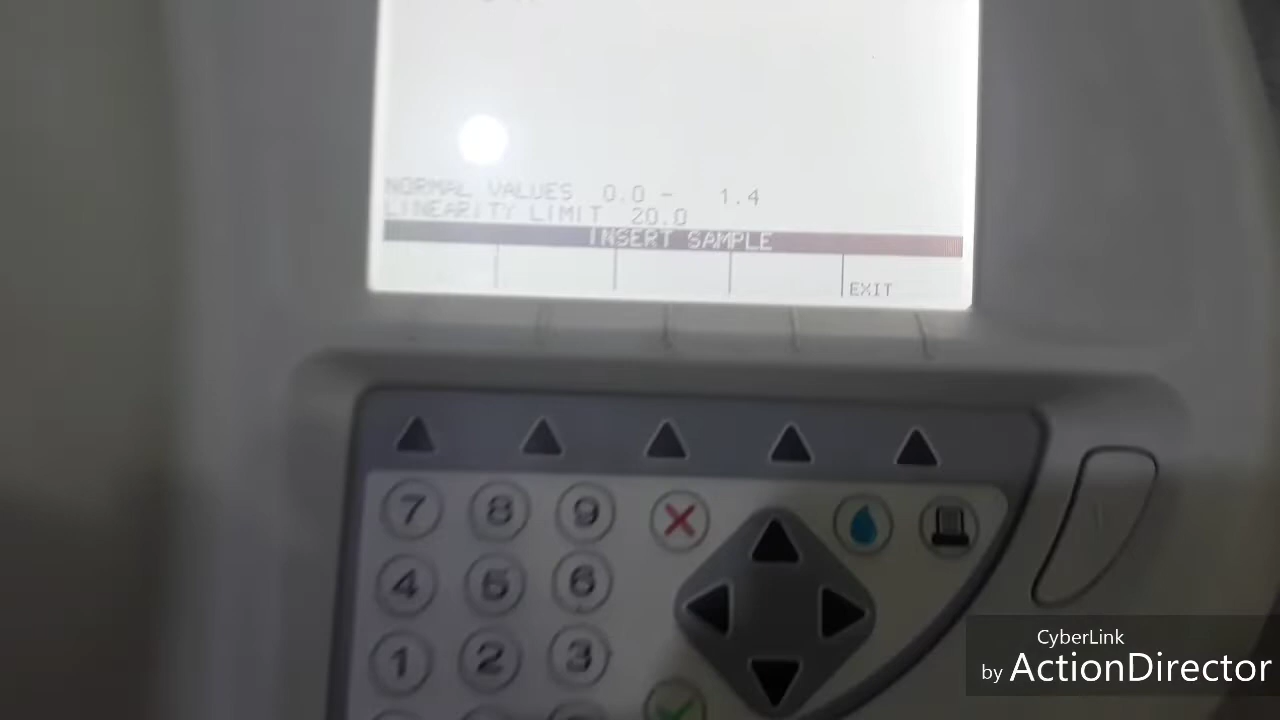 NORMAL VALUES 0.0 - 1.4
LINEARITY LIMIT 20.0
INSERT SAMPLE
EXIT
7 8 9
4 5 6
1 2 3
CyberLink
by ActionDirector